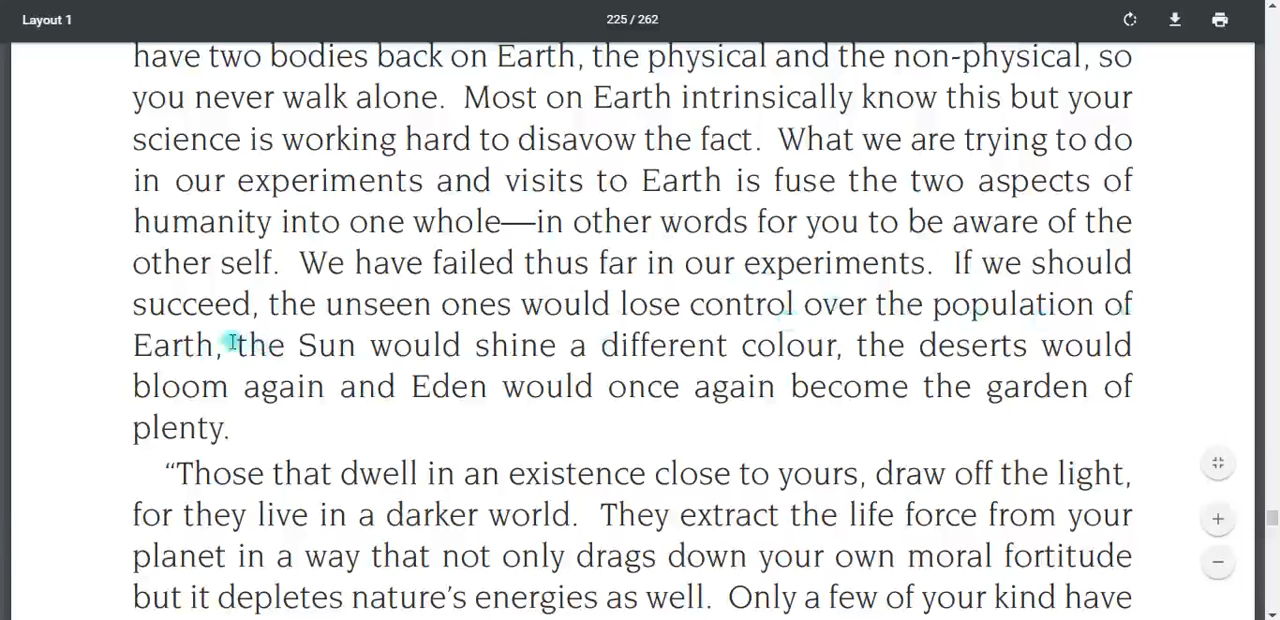 Layout 1
225 / 262
have two bodies back on Earth, the physical and the non-physical, so
you never walk alone.  Most on Earth intrinsically know this but your
science is working hard to disavow the fact.  What we are trying to do
in our experiments and visits to Earth is fuse the two aspects of
humanity into one whole—in other words for you to be aware of the
other self.  We have failed thus far in our experiments.  If we should
succeed, the unseen ones would lose control over the population of
Earth, the Sun would shine a different colour, the deserts would
bloom again and Eden would once again become the garden of
plenty.
“Those that dwell in an existence close to yours, draw off the light,
for they live in a darker world.  They extract the life force from your
planet in a way that not only drags down your own moral fortitude
but it depletes nature’s energies as well.  Only a few of your kind have